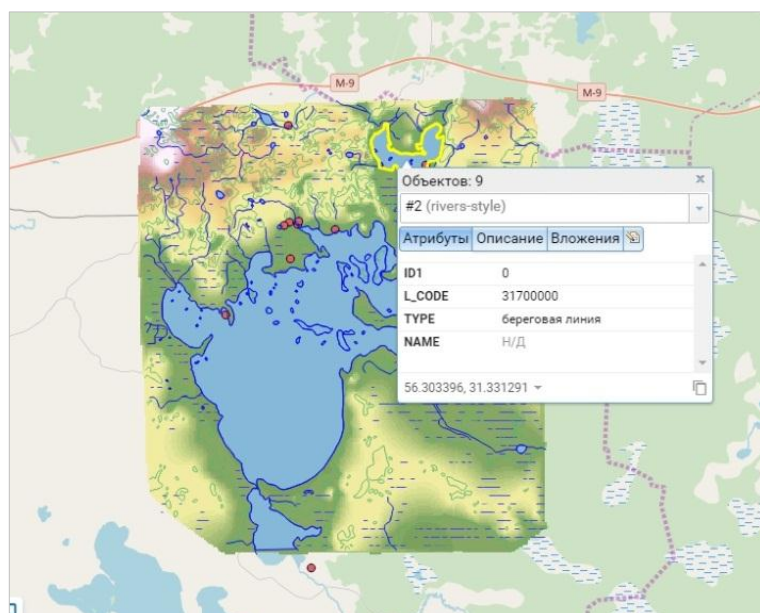 М-9
М-9
Объектов: 9
#2 (rivers-style)
Атрибуты Описание Вложения
ID1 0
L_CODE 31700000
TYPE береговая линия
NAME Н/Д
56.303396, 31.331291